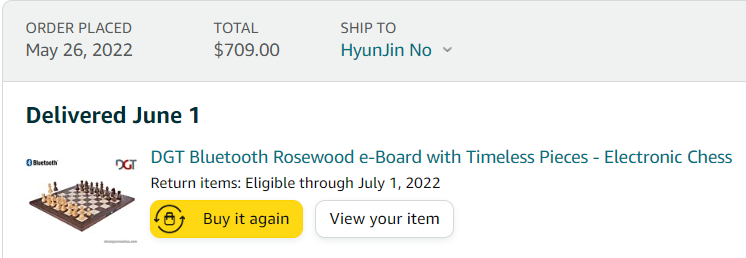 ORDER PLACED TOTAL SHIP TO
May 26, 2022 $709.00 HyunJin No
Delivered June 1
Bluetojoth DGT
DGT Bluetooth Rosewood e-Board with Timeless Pieces - Electronic Chess
Return items: Eligible through July 1, 2022
Buy it again View your item